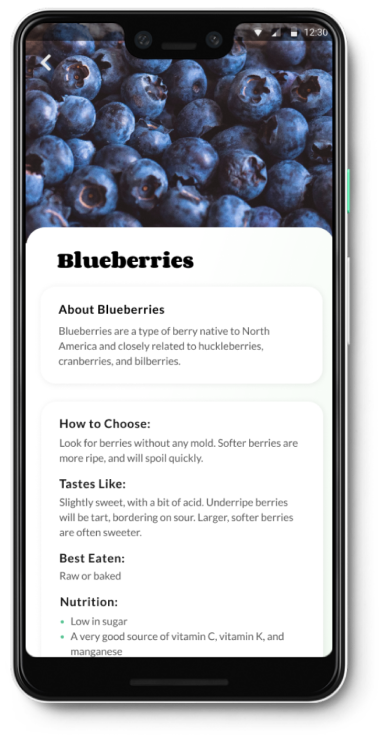 12:30
Blueberries
About Blueberries
Blueberries are a type of berry native to North
America and closely related to huckleberries,
cranberries, and bilberries.
How to Choose:
Look for berries without any mold. Softer berries are
more ripe, and will spoil quickly.
Tastes Like:
Slightly sweet, with a bit of acid. Underripe berries
will be tart, bordering on sour. Larger, softer berries
are often sweeter.
Best Eaten:
Raw or baked
Nutrition:
• Low in sugar
• A very good source of vitamin C, vitamin K, and
manganese